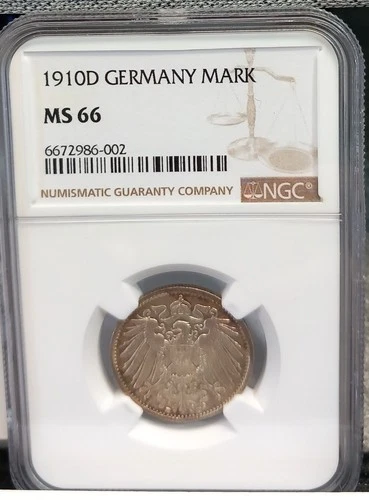 1910D GERMANY MARK
MS 66
6672986-002
NUMISMATIC GUARANTY COMPANY NGC®